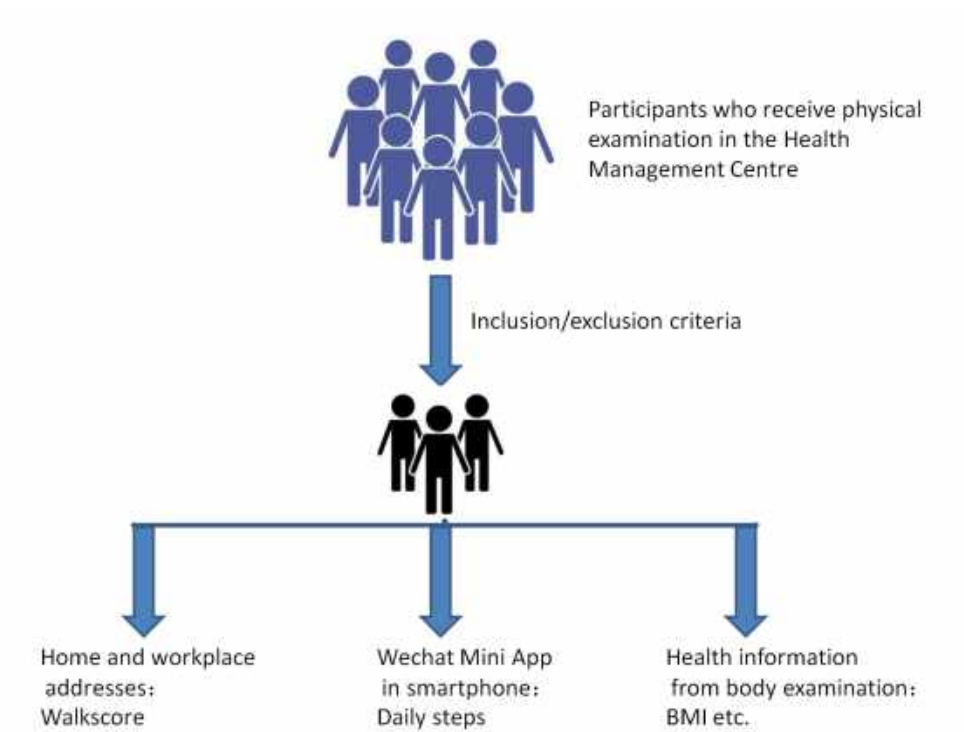 Participants who receive physical
examination in the Health
Management Centre
Inclusion/exclusion criteria
Home and workplace
addresses：
Walkscore
Wechat Mini App
in smartphone：
Daily steps
Health information
from body examination：
BMI etc.